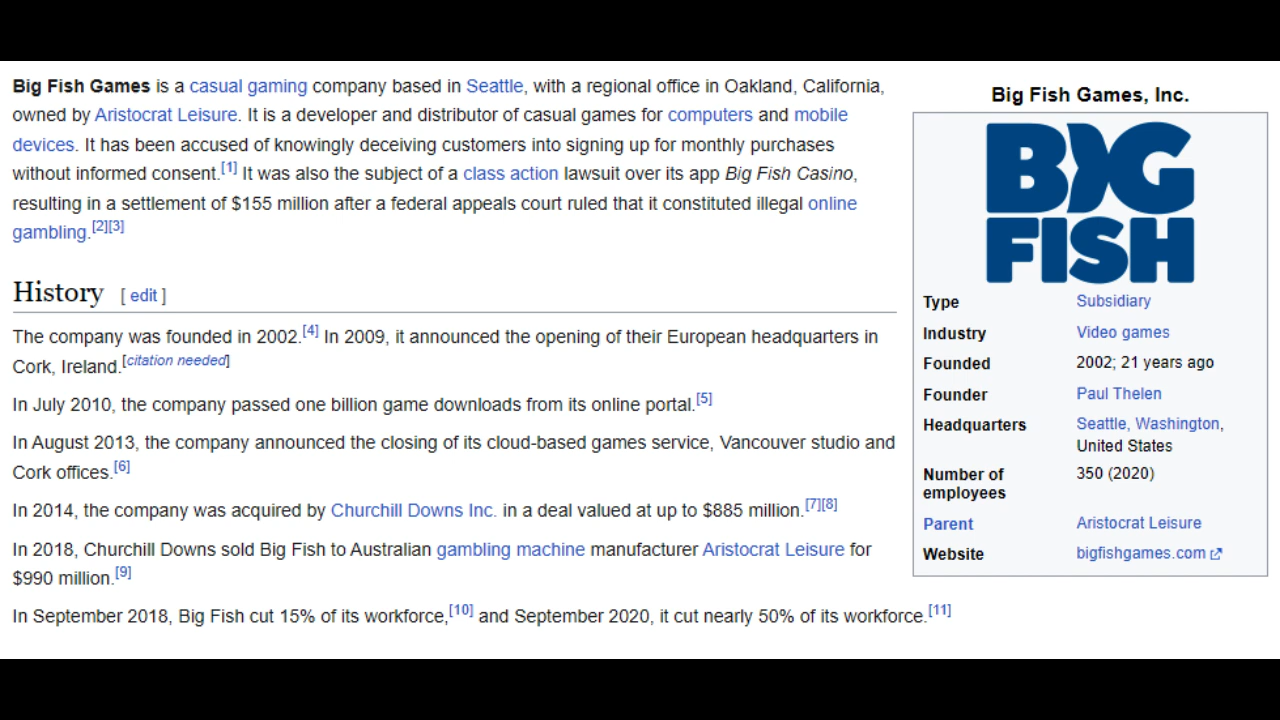 Big Fish Games is a casual gaming company based in Seattle, with a regional office in Oakland, California,
owned by Aristocrat Leisure. It is a developer and distributor of casual games for computers and mobile
devices. It has been accused of knowingly deceiving customers into signing up for monthly purchases
without informed consent.[1] It was also the subject of a class action lawsuit over its app Big Fish Casino,
resulting in a settlement of $155 million after a federal appeals court ruled that it constituted illegal online
gambling.[2][3]
History [ edit ]
The company was founded in 2002.[4] In 2009, it announced the opening of their European headquarters in
Cork, Ireland.[citation needed]
In July 2010, the company passed one billion game downloads from its online portal.[5]
In August 2013, the company announced the closing of its cloud-based games service, Vancouver studio and
Cork offices.[6]
In 2014, the company was acquired by Churchill Downs Inc. in a deal valued at up to $885 million.[7][8]
In 2018, Churchill Downs sold Big Fish to Australian gambling machine manufacturer Aristocrat Leisure for
$990 million.[9]
In September 2018, Big Fish cut 15% of its workforce,[10] and September 2020, it cut nearly 50% of its workforce.[11]
Big Fish Games, Inc.
BIG
FISH
Type Subsidiary
Industry Video games
Founded 2002; 21 years ago
Founder Paul Thelen
Headquarters Seattle, Washington,
United States
Number of 350 (2020)
employees
Parent Aristocrat Leisure
Website bigfishgames.com